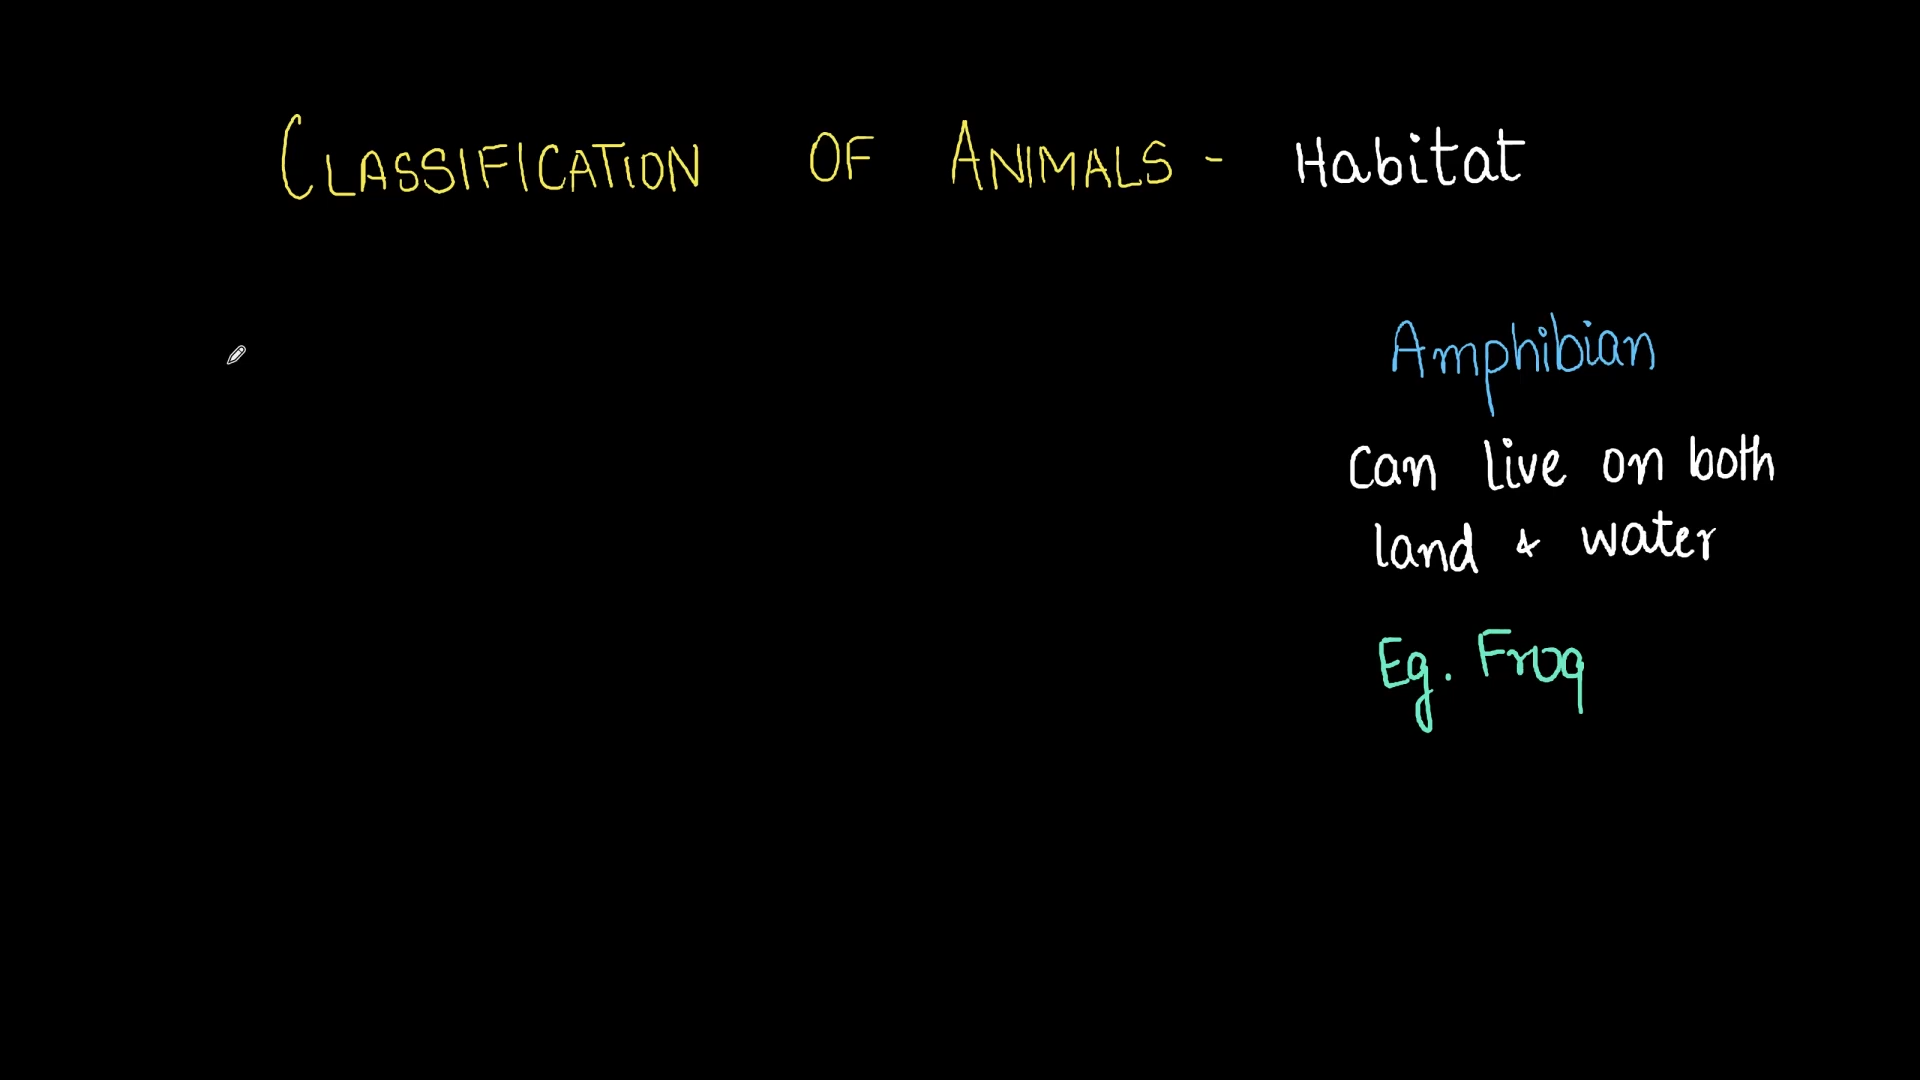 CLASSIFICATION OF ANIMALS - Habitat
Amphibian
Can live on both
land & water
Eg. Frog